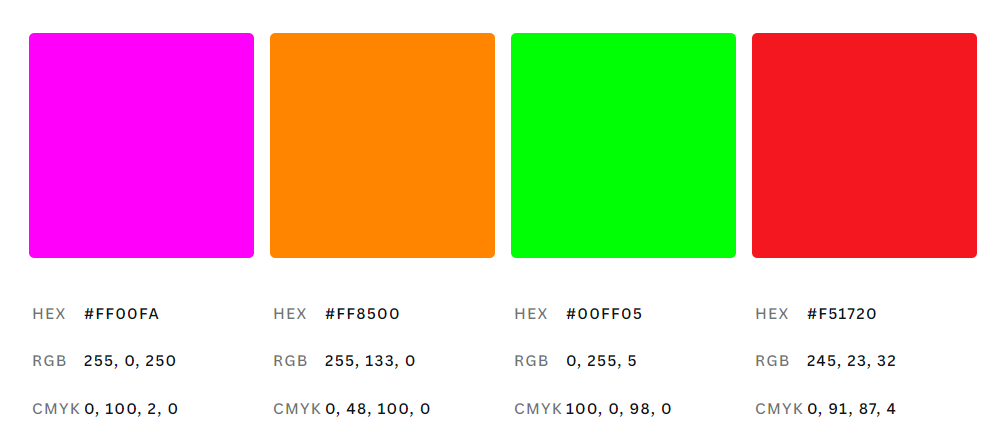 HEX #FF00FA HEX #FF8500 HEX #00FF05 HEX #F51720
RGB 255, 0, 250 RGB 255, 133, 0 RGB 0, 255, 5 RGB 245, 23, 32
CMYK 0, 100, 2, 0 CMYK 0, 48, 100, 0 CMYK 100, 0, 98, 0 CMYK 0, 91, 87, 4